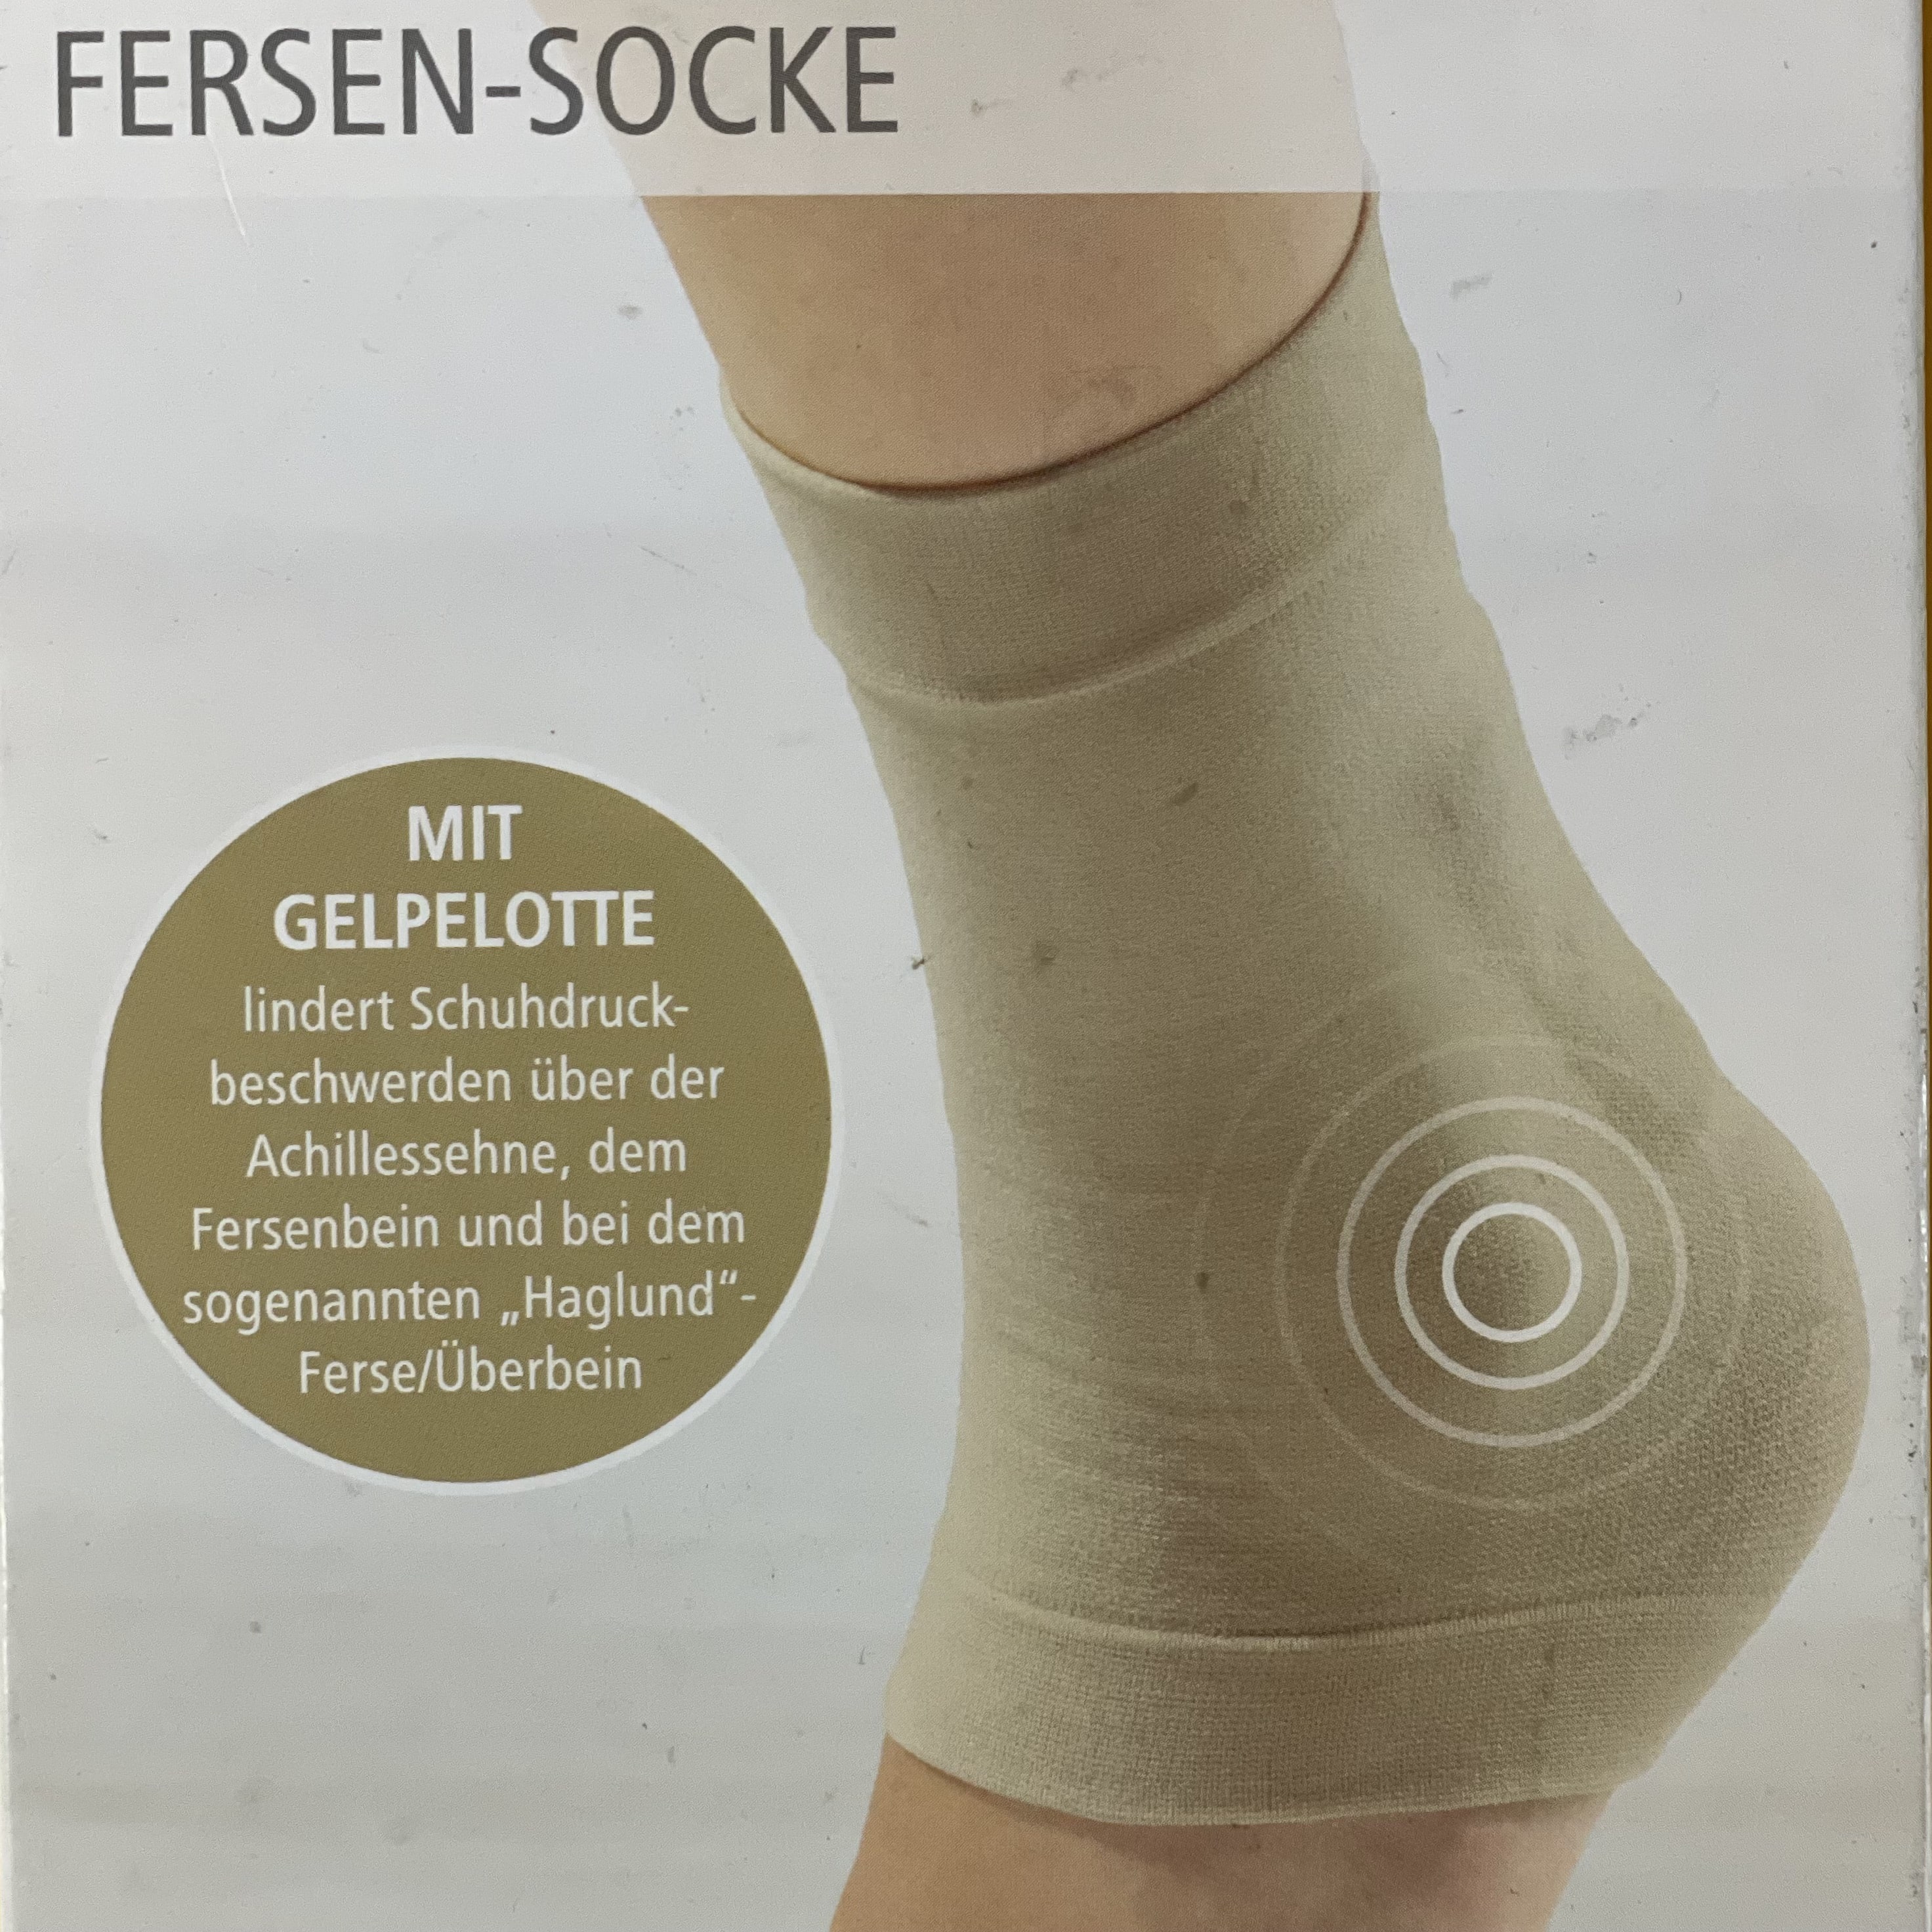 FERSEN-SOCKE
MIT
GELPELOTTE
lindert Schuhdruck-
beschwerden über der
Achillessehne, dem
Fersenbein und bei dem
sogenannten „Haglund“-
Ferse/Überbein